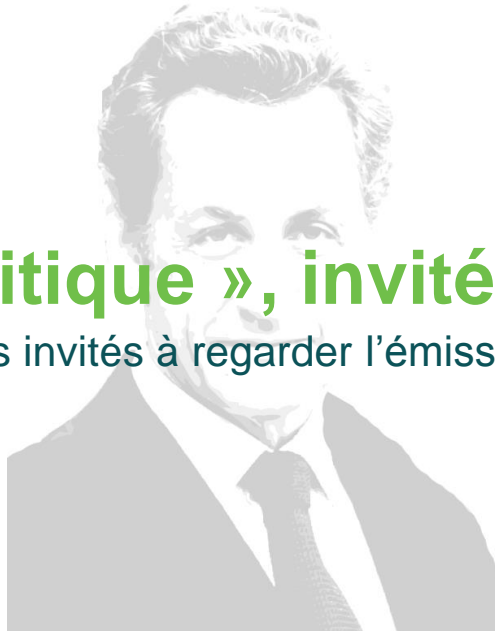 itique », invité
s invités à regarder l’émiss